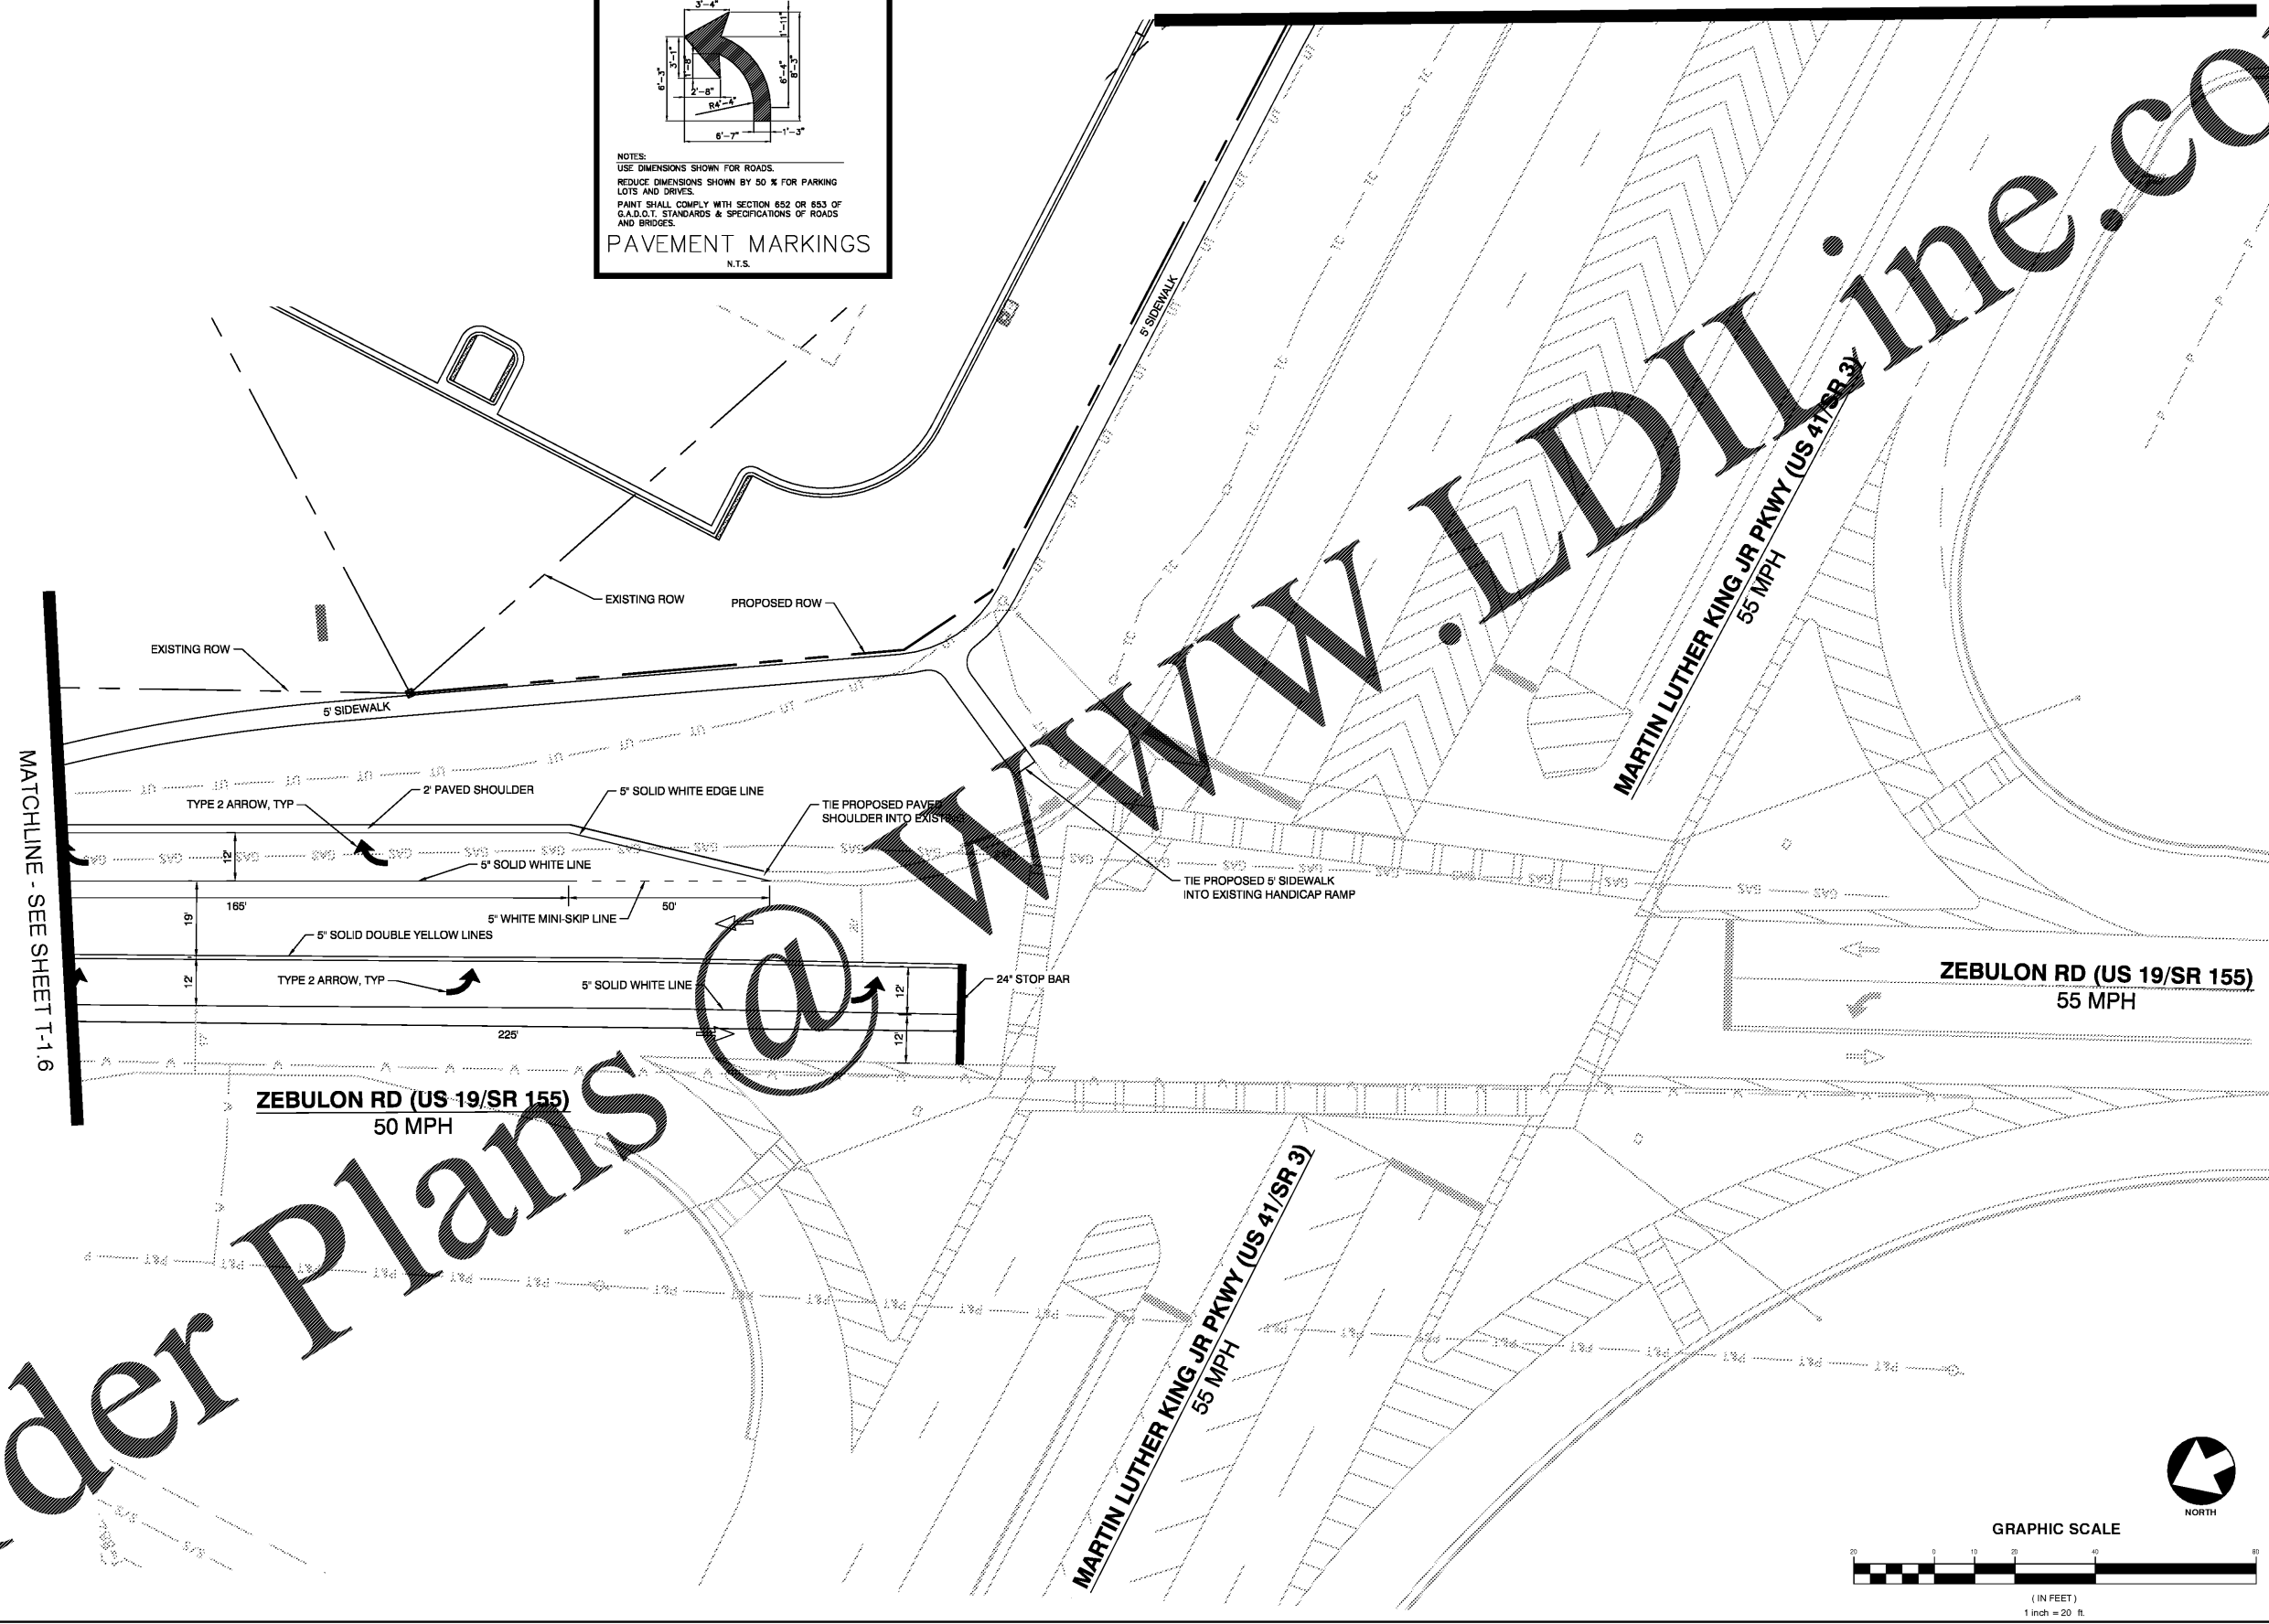 3'-4"
1'-11"
6'-3"
3'-1"
1'-8"
6'-4"
8'-3"
2'-8"
R4'-4"
6'-7"
1'-3"
NOTES:
USE DIMENSIONS SHOWN FOR ROADS.
REDUCE DIMENSIONS SHOWN BY 50 % FOR PARKING
LOTS AND DRIVES.
PAINT SHALL COMPLY WITH SECTION 652 OR 653 OF
G.A.D.O.T. STANDARDS & SPECIFICATIONS OF ROADS
AND BRIDGES.
PAVEMENT MARKINGS
N.T.S.
5' SIDEWALK
EXISTING ROW
PROPOSED ROW
EXISTING ROW
5' SIDEWALK
MATCHLINE - SEE SHEET T-1.6
TYPE 2 ARROW, TYP
2' PAVED SHOULDER
5" SOLID WHITE EDGE LINE
TIE PROPOSED PAVED
SHOULDER INTO EXISTING
12'
5" SOLID WHITE LINE
TIE PROPOSED 5' SIDEWALK
INTO EXISTING HANDICAP RAMP
165'
50'
5" WHITE MINI-SKIP LINE
19'
5" SOLID DOUBLE YELLOW LINES
12'
TYPE 2 ARROW, TYP
5" SOLID WHITE LINE
24" STOP BAR
12'
12'
225'
ZEBULON RD (US 19/SR 155)
50 MPH
ZEBULON RD (US 19/SR 155)
55 MPH
MARTIN LUTHER KING JR PKWY (US 41/SR 3)
55 MPH
MARTIN LUTHER KING JR PKWY (US 41/SR 3)
55 MPH
der Plans @ www.LDILine.co
NORTH
GRAPHIC SCALE
20 0 10 20 40 80
( IN FEET )
1 inch = 20 ft.